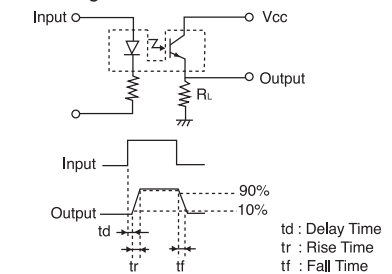 Input
Vcc
Output
RL
Input
90%
Output
10%
td
tr
tf
td : Delay Time
tr : Rise Time
tf : Fall Time